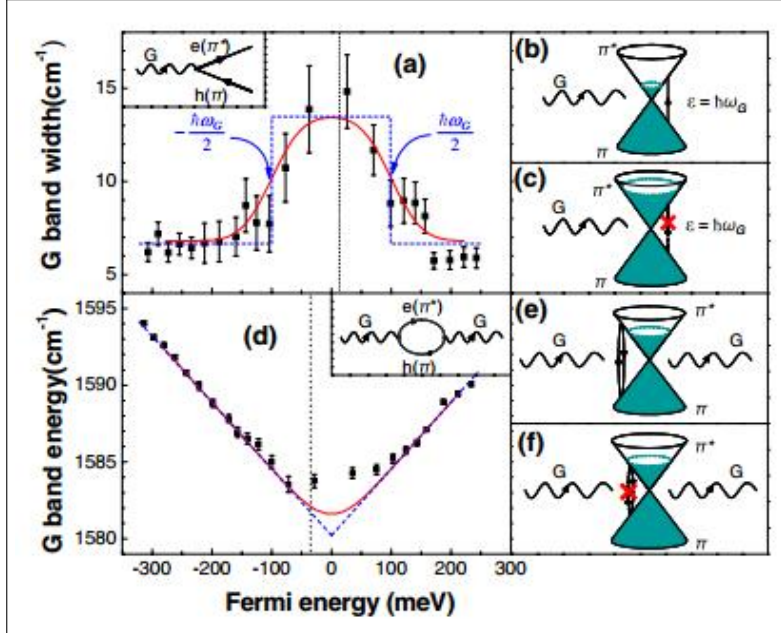 G band width(cm⁻¹)
15
10
5
G
e(π*)
h(π)
(a)
-ħω_G/2
ħω_G/2
G band energy(cm⁻¹)
1595
1590
1585
1580
(d)
G
e(π*)
G
h(π)
-300 -200 -100 0 100 200 300
Fermi energy (meV)
(b)
π*
G
ε = ħω_G
π
(c)
π*
G
ε = ħω_G
π
(e)
π*
G
G
π
(f)
π*
G
G
π